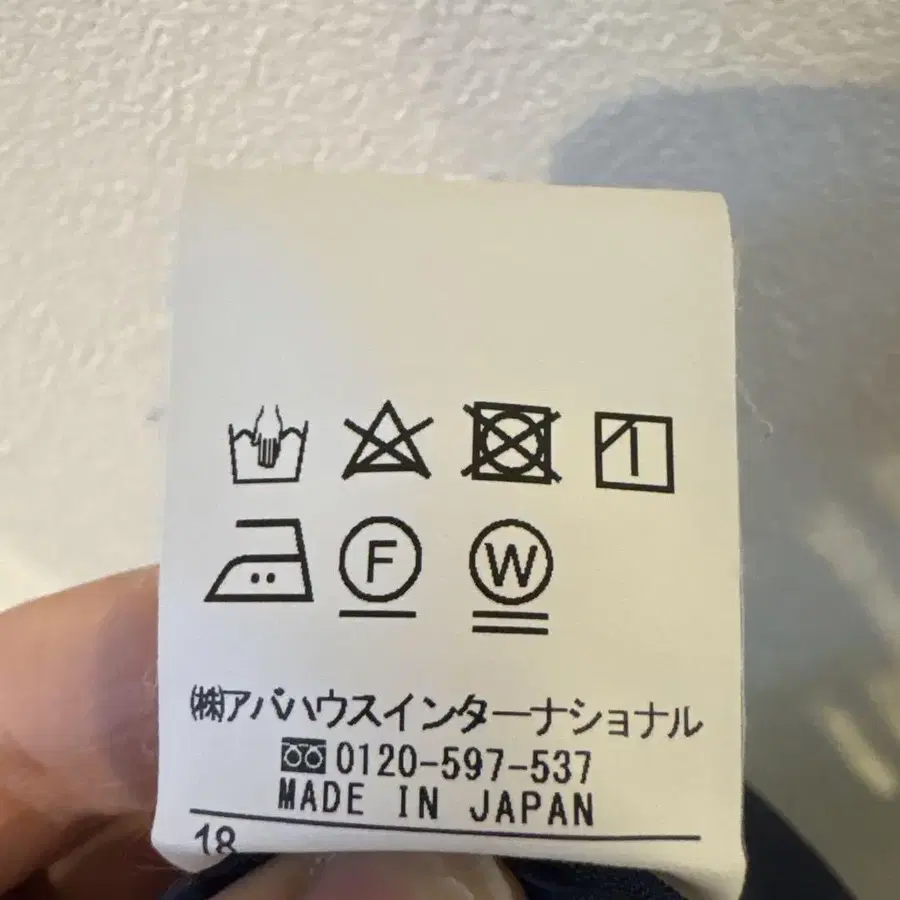 F W
(株)アバハウスインターナショナル
0120-597-537
MADE IN JAPAN
18